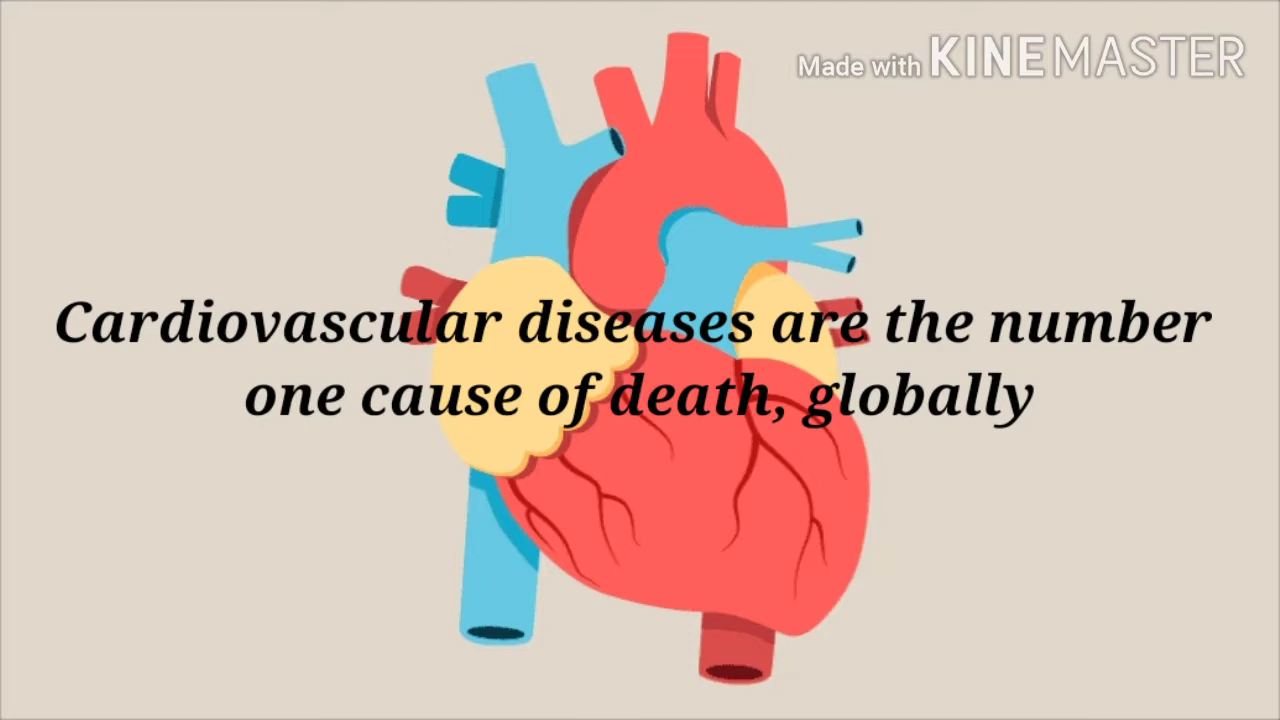 Made with KINEMASTER
Cardiovascular diseases are the number
one cause of death, globally